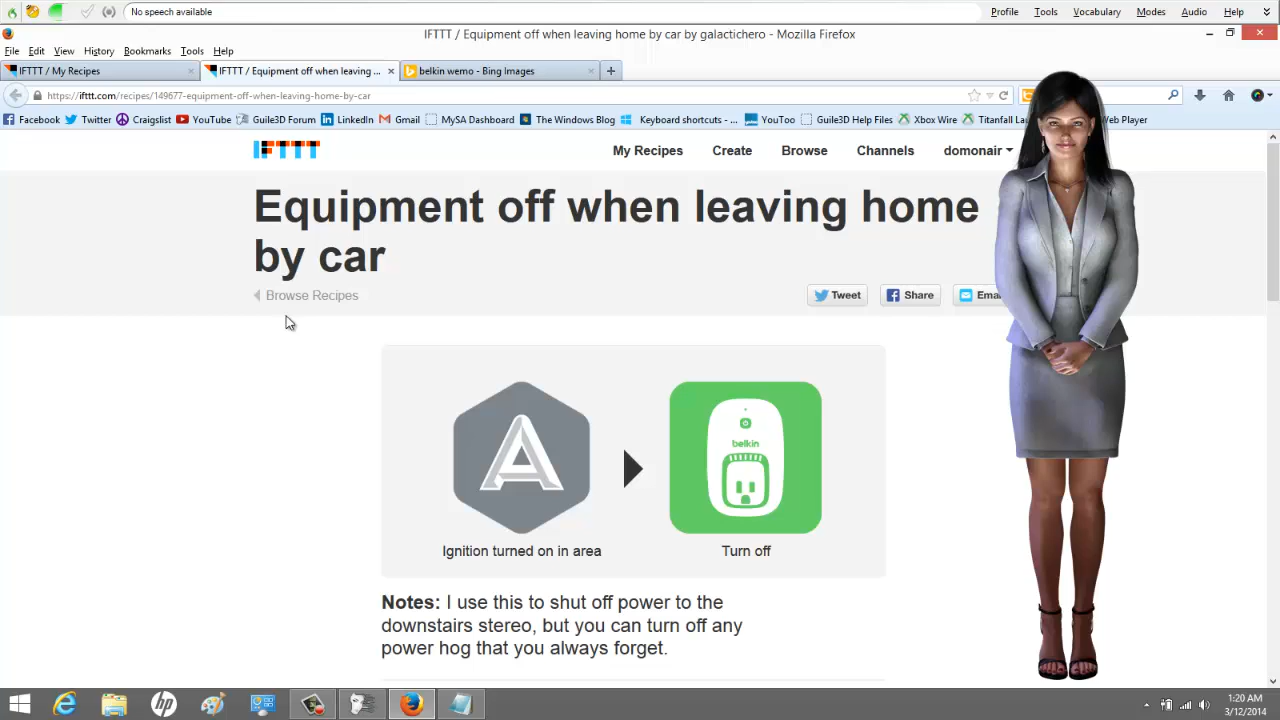 No speech available
Profile Tools Vocabulary Modes Audio Help
IFTTT / Equipment off when leaving home by car by galactichero - Mozilla Firefox
File Edit View History Bookmarks Tools Help
IFTTT / My Recipes
IFTTT / Equipment off when leaving ...
belkin wemo - Bing Images
https://ifttt.com/recipes/149677-equipment-off-when-leaving-home-by-car
Facebook Twitter Craigslist YouTube Guile3D Forum LinkedIn Gmail MySA Dashboard The Windows Blog Keyboard shortcuts - ... YouToo Guile3D Help Files Xbox Wire Titanfall Web Player
IFTTT
My Recipes Create Browse Channels domonair
Equipment off when leaving home
by car
Browse Recipes
Tweet Share
A
belkin
Ignition turned on in area
Turn off
Notes: I use this to shut off power to the
downstairs stereo, but you can turn off any
power hog that you always forget.
hp
1:20 AM
3/12/2014